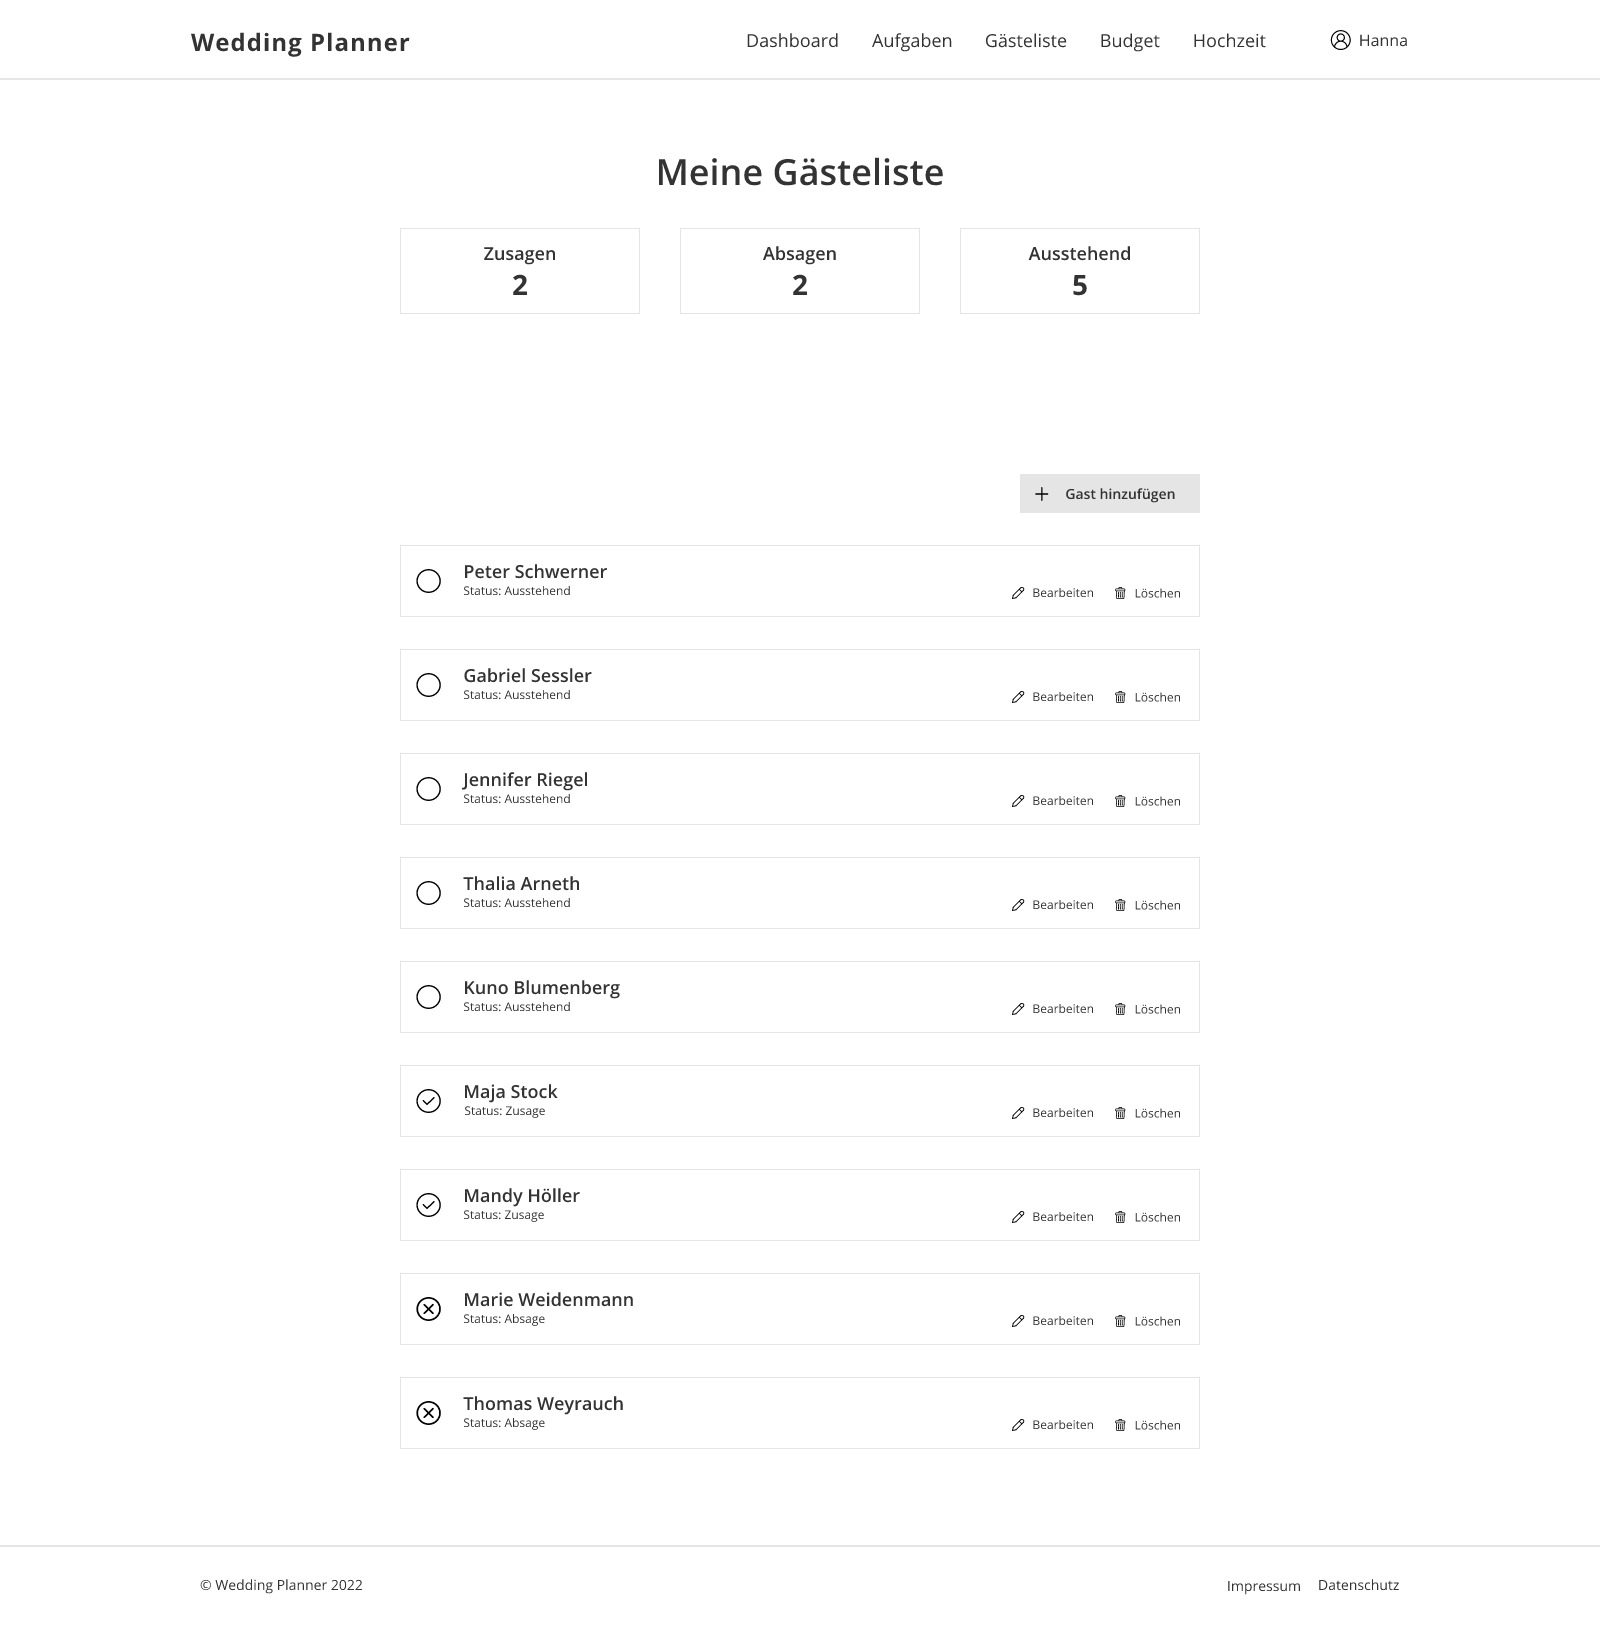 Wedding Planner
Dashboard Aufgaben Gästeliste Budget Hochzeit Hanna
Meine Gästeliste
Zusagen Absagen Ausstehend
2 2 5
Gast hinzufügen
Peter Schwerner
Status: Ausstehend
Bearbeiten Löschen
Gabriel Sessler
Status: Ausstehend
Bearbeiten Löschen
Jennifer Riegel
Status: Ausstehend
Bearbeiten Löschen
Thalia Arneth
Status: Ausstehend
Bearbeiten Löschen
Kuno Blumenberg
Status: Ausstehend
Bearbeiten Löschen
Maja Stock
Status: Zusage
Bearbeiten Löschen
Mandy Höller
Status: Zusage
Bearbeiten Löschen
Marie Weidenmann
Status: Absage
Bearbeiten Löschen
Thomas Weyrauch
Status: Absage
Bearbeiten Löschen
© Wedding Planner 2022 Impressum Datenschutz